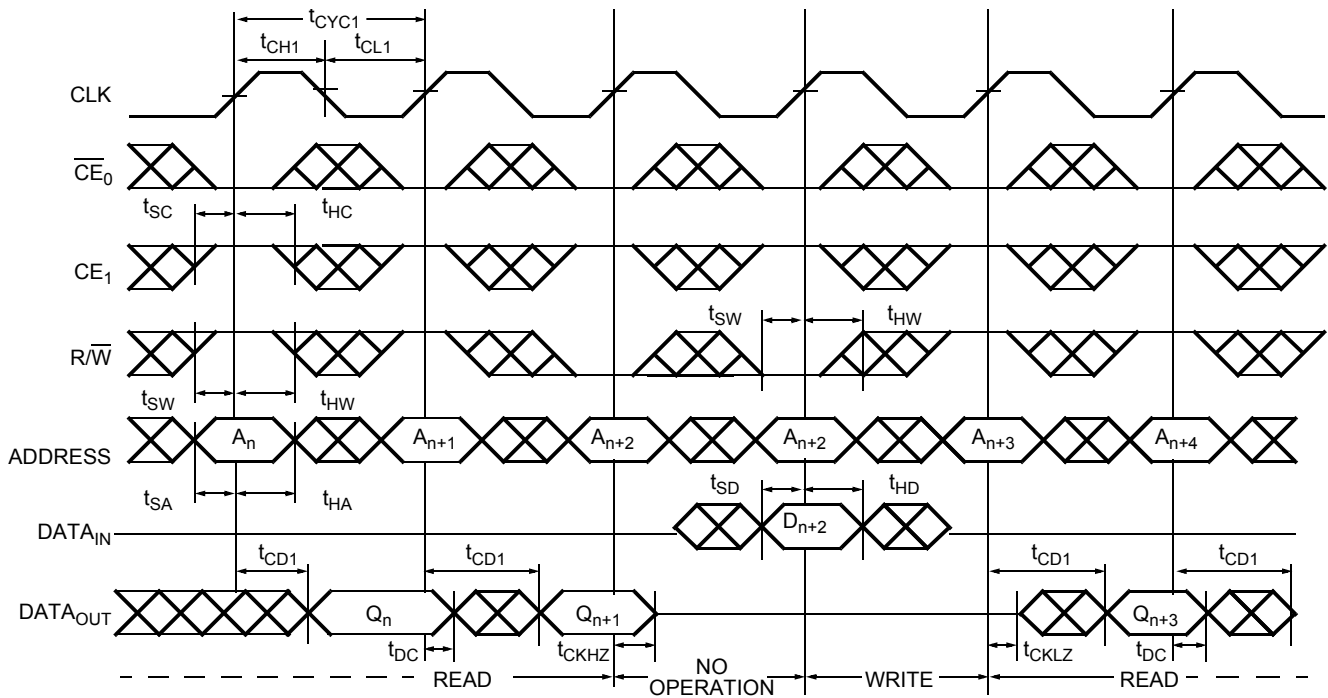 tCYC1
tCH1 tCL1
CLK
CE0
tSC tHC
CE1
tSW tHW
R/W
tSW tHW
An An+1 An+2 An+2 An+3 An+4
ADDRESS
tSA tHA tSD tHD
DATAIN Dn+2
tCD1 tCD1 tCD1 tCD1
DATAOUT Qn Qn+1 Qn+3
tDC tCKHZ tCKLZ tDC
READ NO OPERATION WRITE READ